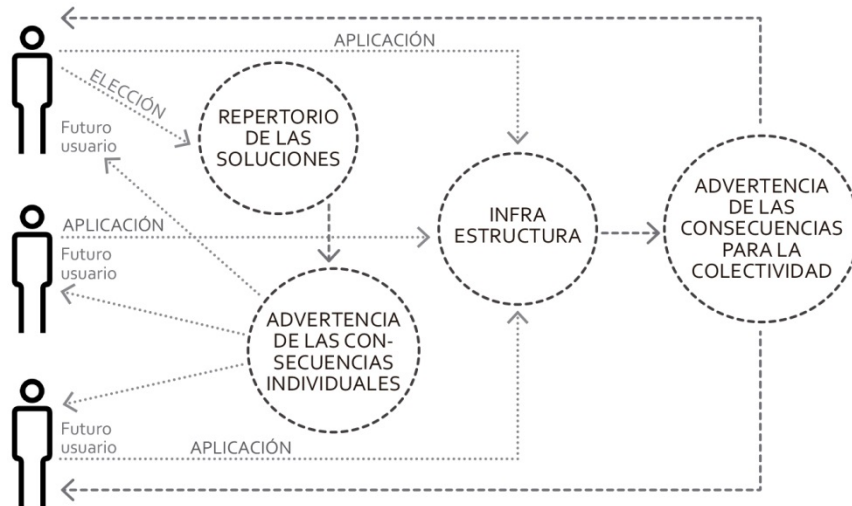 APLICACIÓN
ELECCIÓN
Futuro
usuario
REPERTORIO
DE LAS
SOLUCIONES
APLICACIÓN
Futuro
usuario
INFRA
ESTRUCTURA
ADVERTENCIA
DE LAS
CONSECUENCIAS
PARA LA
COLECTIVIDAD
ADVERTENCIA
DE LAS CON-
SECUENCIAS
INDIVIDUALES
Futuro
usuario
APLICACIÓN